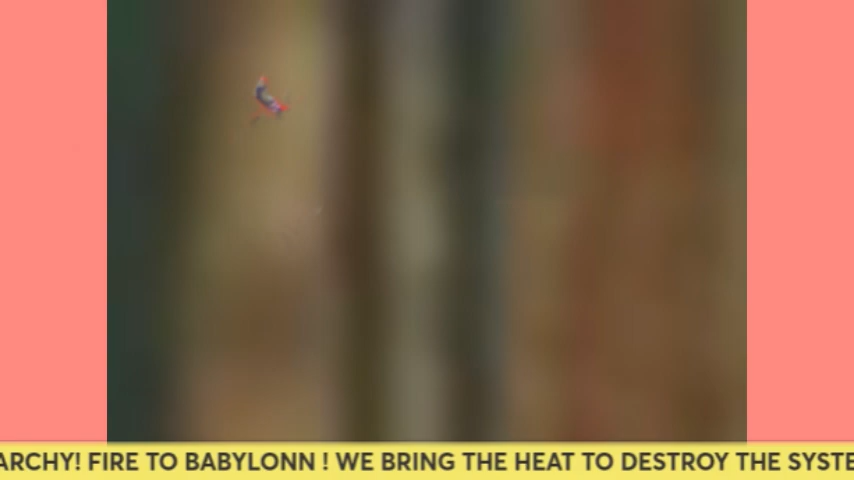 ARCHY! FIRE TO BABYLONN ! WE BRING THE HEAT TO DESTROY THE SYSTE